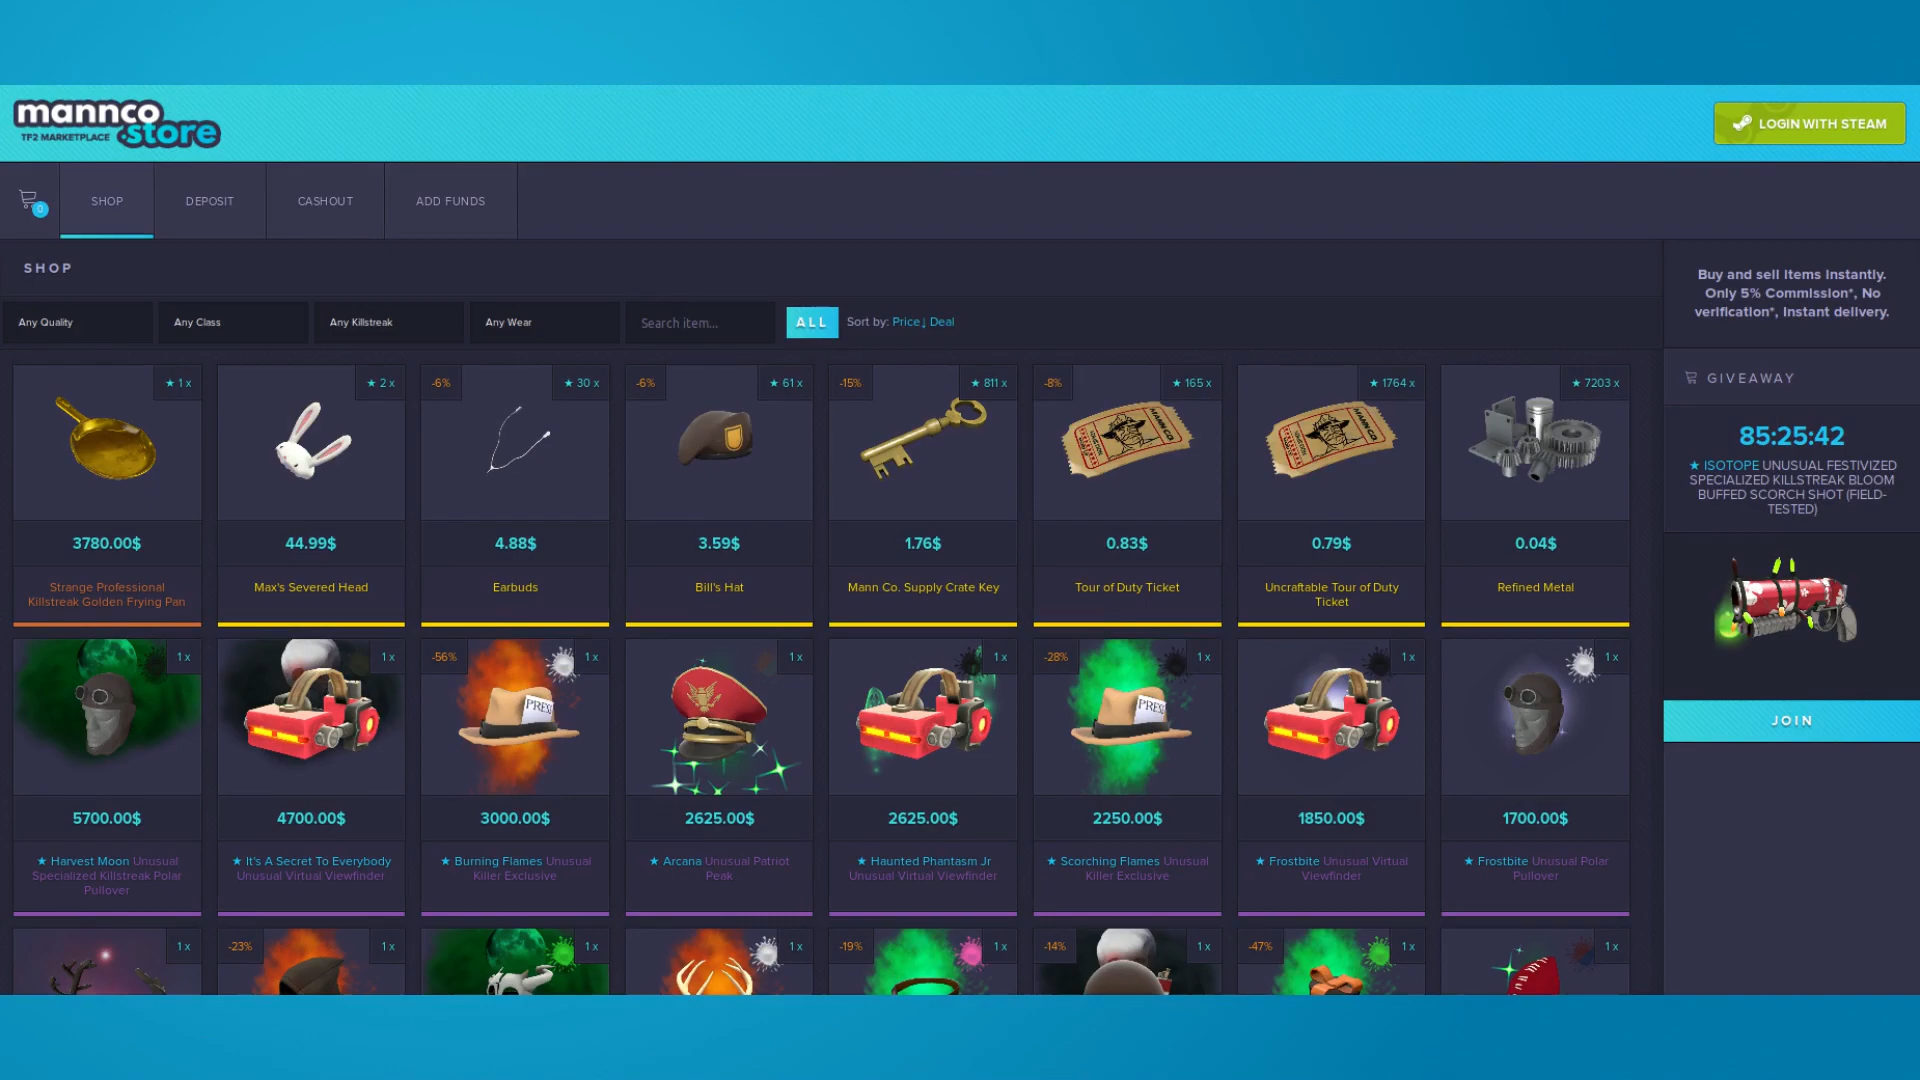 mannco
TF2 MARKETPLACE .store
LOGIN WITH STEAM
0
SHOP
DEPOSIT
CASHOUT
ADD FUNDS
SHOP
Any Quality
Any Class
Any Killstreak
Any Wear
Search item...
ALL
Sort by: Price↓ Deal
Buy and sell items instantly.
Only 5% Commission*, No
verification*, Instant delivery.
GIVEAWAY
85:25:42
★ ISOTOPE UNUSUAL FESTIVIZED
SPECIALIZED KILLSTREAK BLOOM
BUFFED SCORCH SHOT (FIELD-
TESTED)
JOIN
★ 1 x
3780.00$
Strange Professional
Killstreak Golden Frying Pan
★ 2 x
44.99$
Max's Severed Head
-6%
★ 30 x
4.88$
Earbuds
-6%
★ 61 x
3.59$
Bill's Hat
-15%
★ 811 x
1.76$
Mann Co. Supply Crate Key
-8%
★ 165 x
MANN CO.
0.83$
Tour of Duty Ticket
★ 1764 x
MANN CO.
0.79$
Uncraftable Tour of Duty
Ticket
★ 7203 x
0.04$
Refined Metal
1 x
5700.00$
★ Harvest Moon Unusual
Specialized Killstreak Polar
Pullover
1 x
4700.00$
★ It's A Secret To Everybody
Unusual Virtual Viewfinder
-56%
1 x
PRESS
3000.00$
★ Burning Flames Unusual
Killer Exclusive
1 x
2625.00$
★ Arcana Unusual Patriot
Peak
1 x
2625.00$
★ Haunted Phantasm Jr
Unusual Virtual Viewfinder
-28%
1 x
PRESS
2250.00$
★ Scorching Flames Unusual
Killer Exclusive
1 x
1850.00$
★ Frostbite Unusual Virtual
Viewfinder
1 x
1700.00$
★ Frostbite Unusual Polar
Pullover
1 x
-23%
1 x
1 x
1 x
-19%
1 x
-14%
1 x
-47%
1 x
1 x